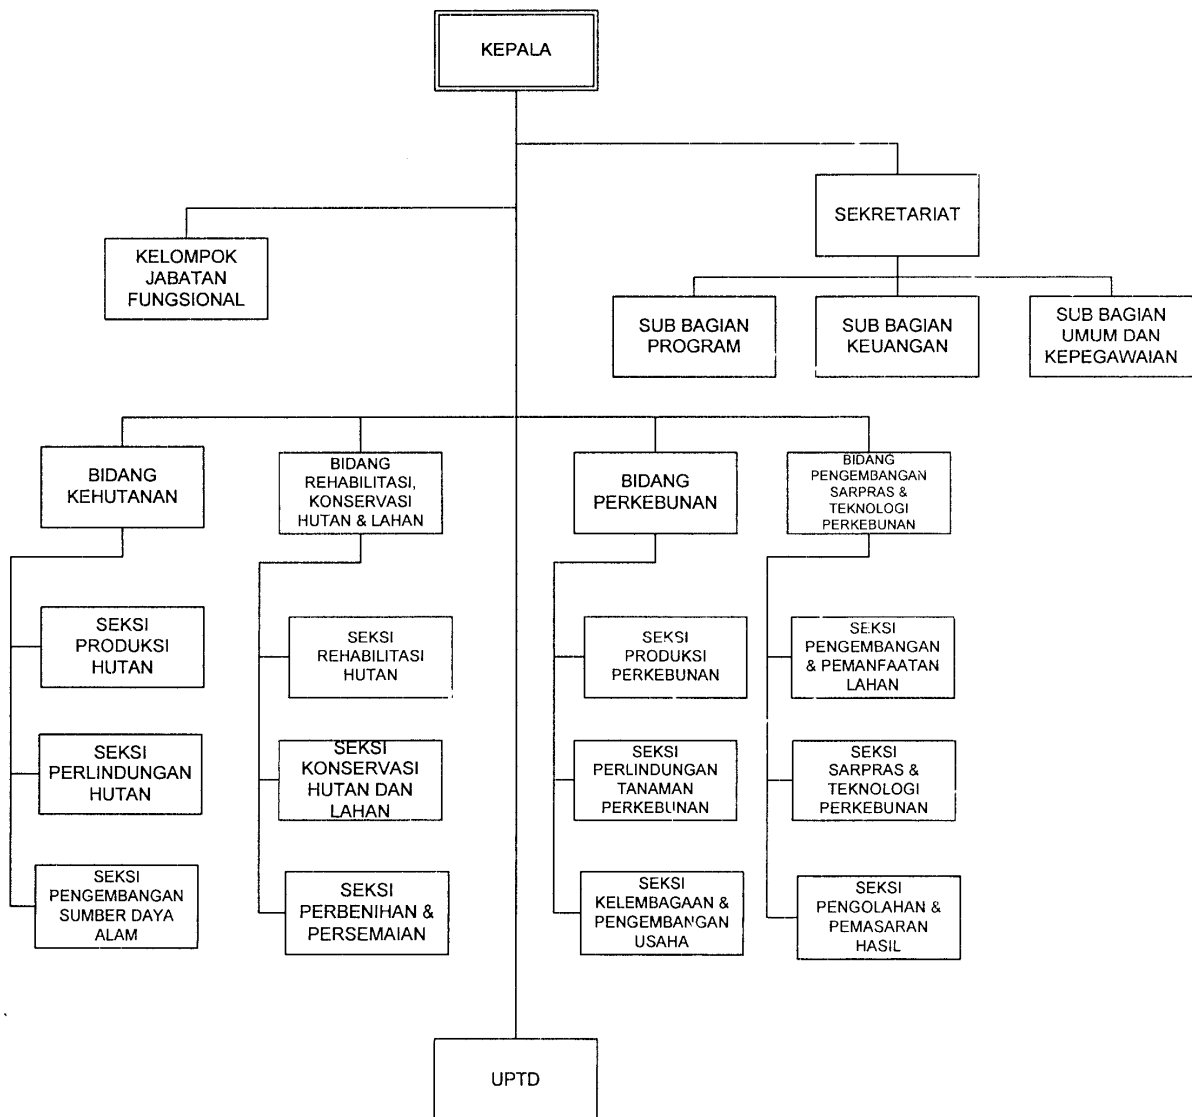 KEPALA
SEKRETARIAT
KELOMPOK
JABATAN
FUNGSIONAL
SUB BAGIAN
PROGRAM
SUB BAGIAN
KEUANGAN
SUB BAGIAN
UMUM DAN
KEPEGAWAIAN
BIDANG
KEHUTANAN
BIDANG
REHABILITASI,
KONSERVASI
HUTAN & LAHAN
BIDANG
PERKEBUNAN
BIDANG
PENGEMBANGAN
SARPRAS &
TEKNOLOGI
PERKEBUNAN
SEKSI
PRODUKSI
HUTAN
SEKSI
REHABILITASI
HUTAN
SEKSI
PRODUKSI
PERKEBUNAN
SEKSI
PENGEMBANGAN
& PEMANFAATAN
LAHAN
SEKSI
PERLINDUNGAN
HUTAN
SEKSI
KONSERVASI
HUTAN DAN
LAHAN
SEKSI
PERLINDUNGAN
TANAMAN
PERKEBUNAN
SEKSI
SARPRAS &
TEKNOLOGI
PERKEBUNAN
SEKSI
PENGEMBANGAN
SUMBER DAYA
ALAM
SEKSI
PERBENIHAN &
PERSEMAIAN
SEKSI
KELEMBAGAAN &
PENGEMBANGAN
USAHA
SEKSI
PENGOLAHAN &
PEMASARAN
HASIL
UPTD